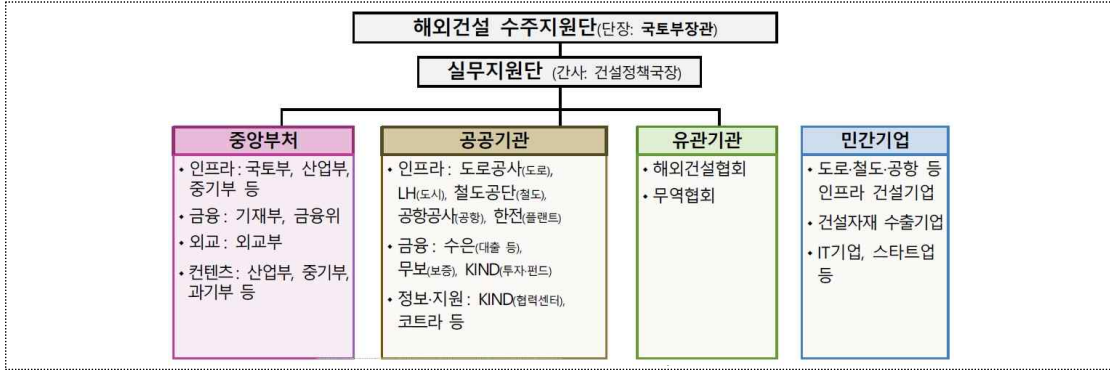 해외건설 수주지원단(단장: 국토부장관)
실무지원단 (간사: 건설정책국장)
중앙부처
• 인프라: 국토부, 산업부,
중기부 등
• 금융: 기재부, 금융위
• 외교: 외교부
• 컨텐츠: 산업부, 중기부,
과기부 등
공공기관
• 인프라: 도로공사(도로),
LH(도시), 철도공단(철도),
공항공사(공항), 한전(플랜트)
• 금융: 수은(대출 등),
무보(보증), KIND(투자·펀드)
• 정보·지원: KIND(협력센터),
코트라 등
유관기관
• 해외건설협회
• 무역협회
민간기업
• 도로·철도·공항 등
인프라 건설기업
• 건설자재 수출기업
• IT기업, 스타트업
등